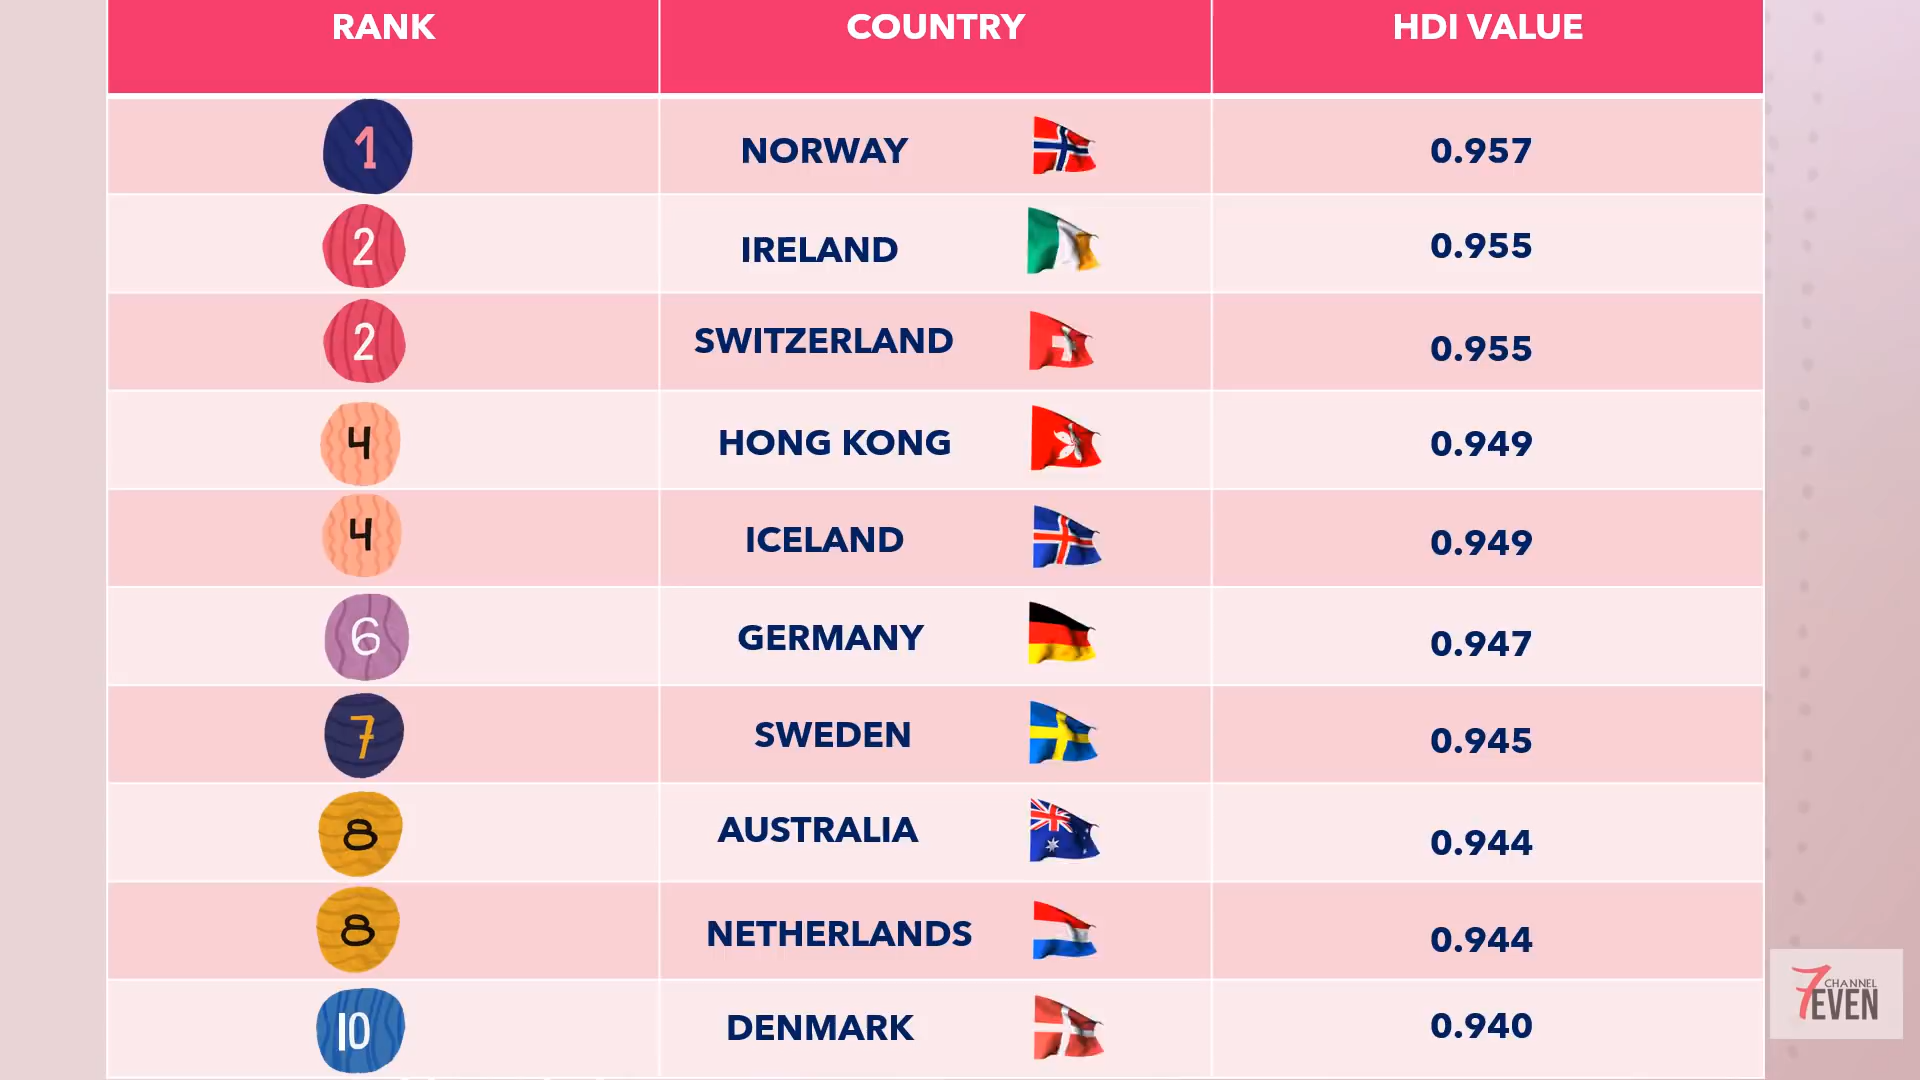 RANK COUNTRY HDI VALUE
1 NORWAY 0.957
2 IRELAND 0.955
2 SWITZERLAND 0.955
4 HONG KONG 0.949
4 ICELAND 0.949
6 GERMANY 0.947
7 SWEDEN 0.945
8 AUSTRALIA 0.944
8 NETHERLANDS 0.944
10 DENMARK 0.940
CHANNEL
7EVEN